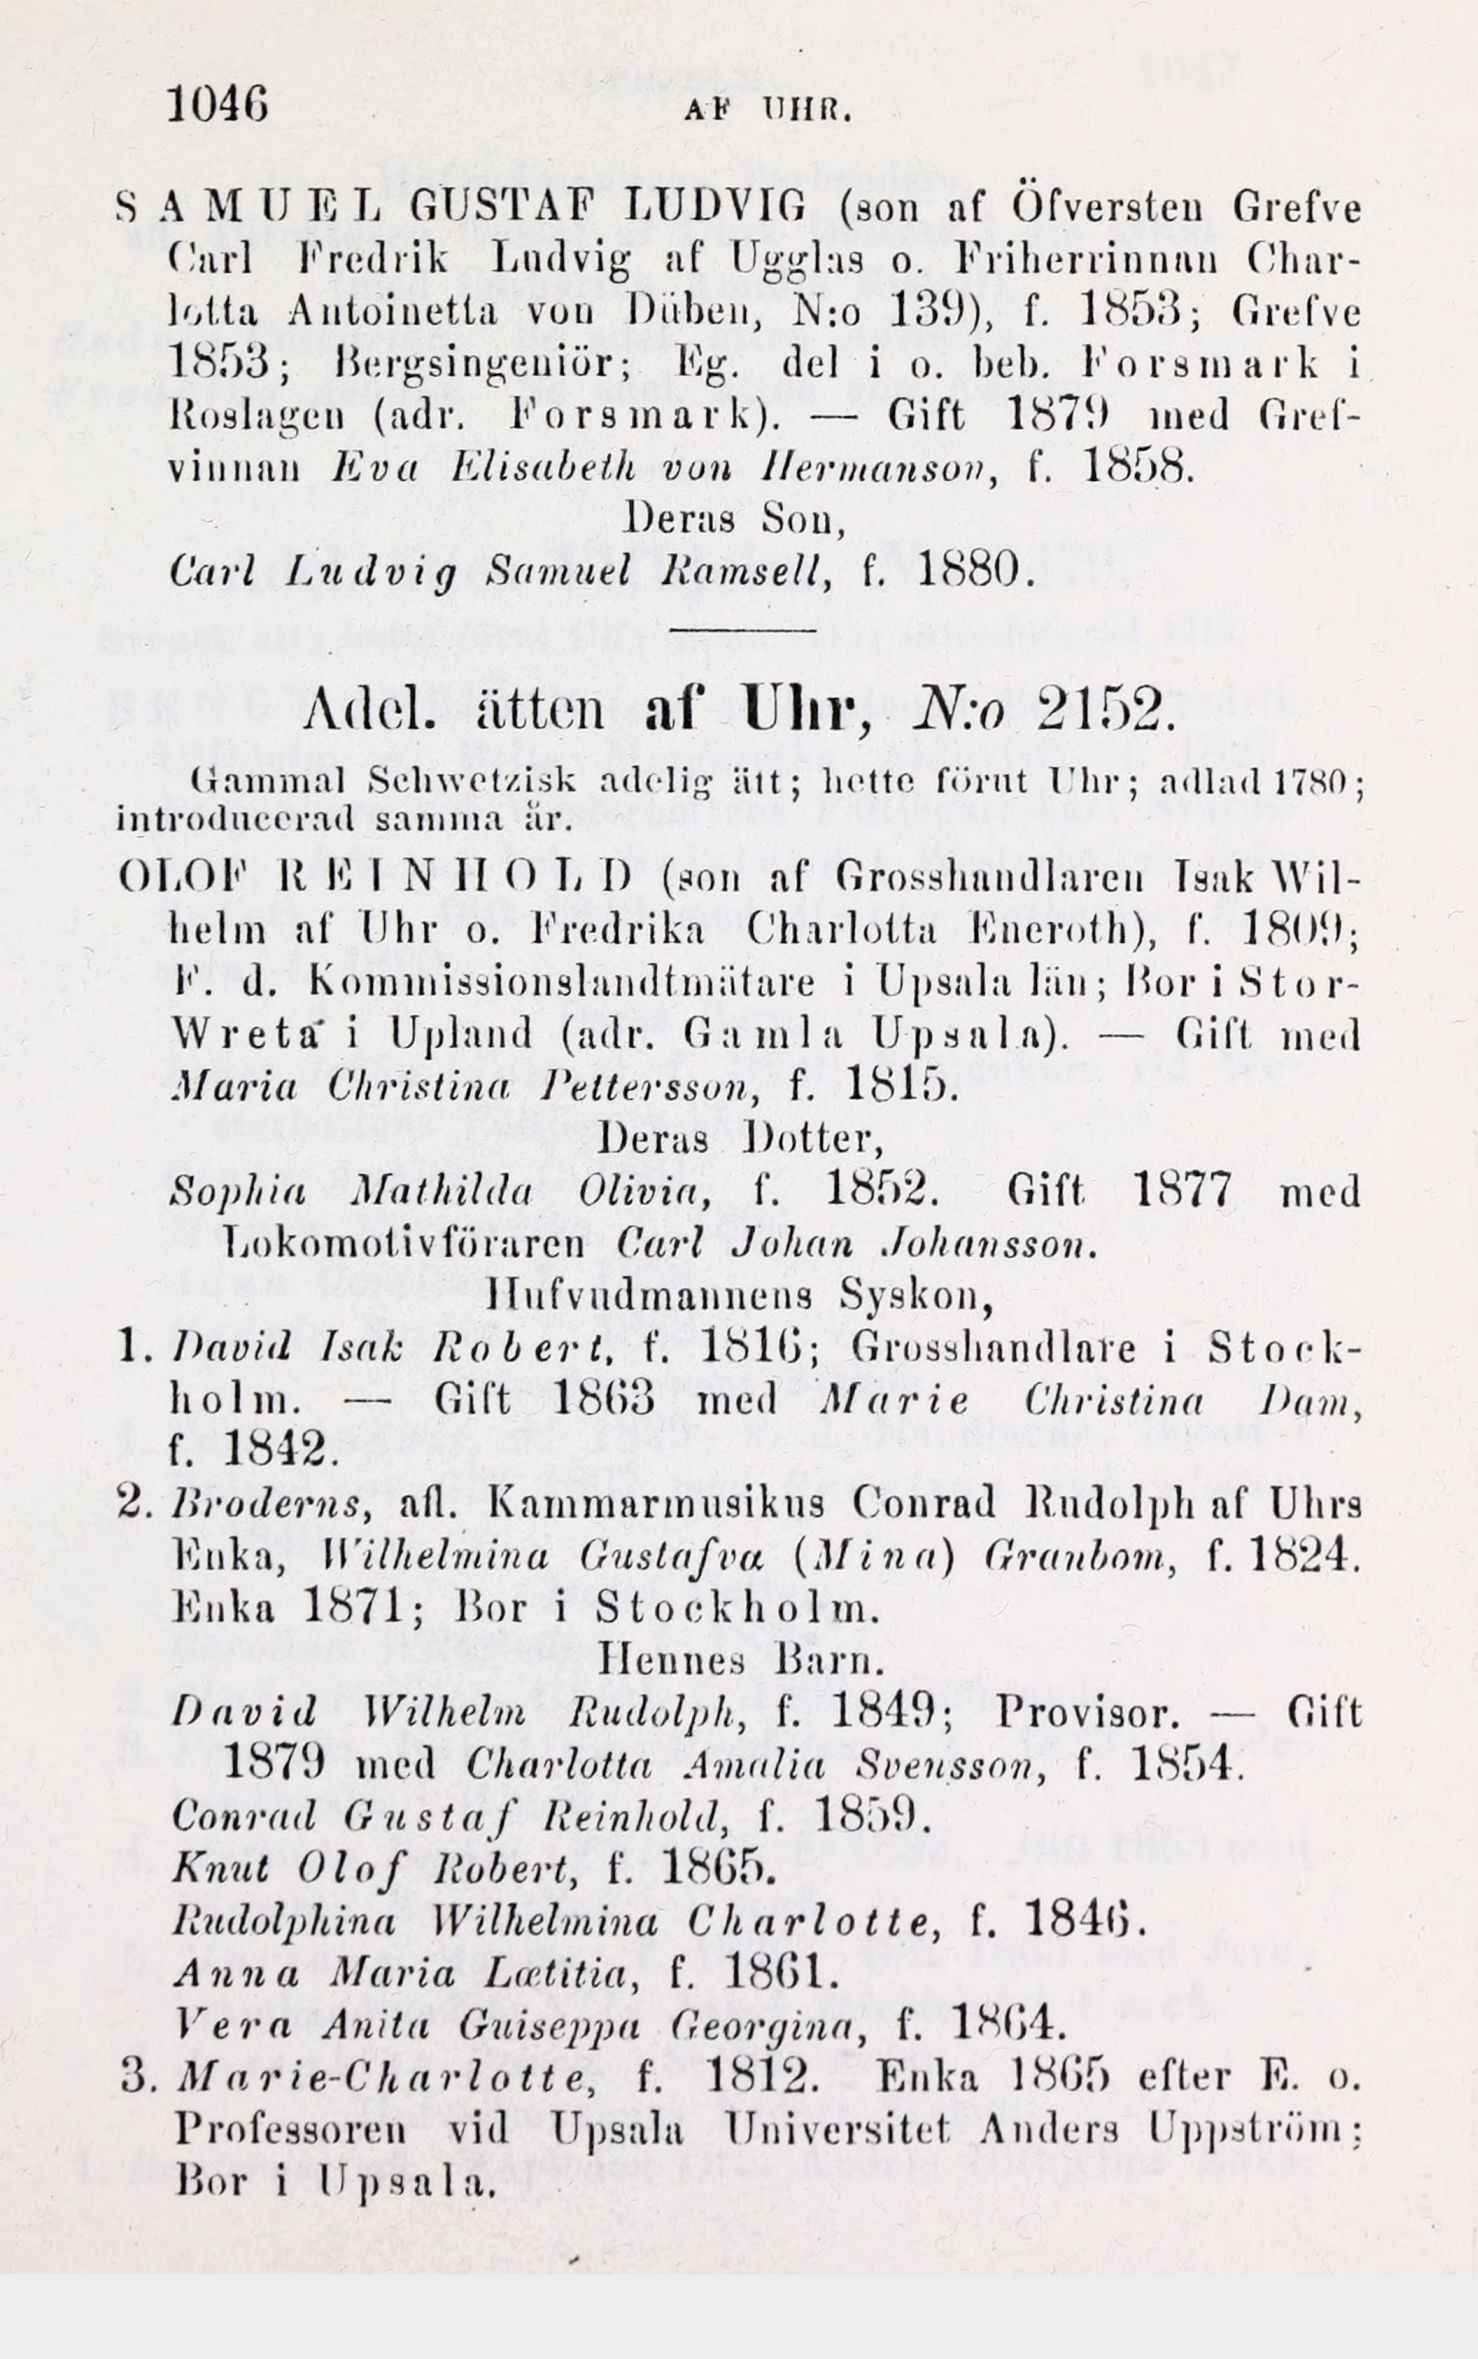 1046 AF UHR.
SAMUEL GUSTAF LUDVIG (son af Öfversten Grefve
Carl Fredrik Ludvig af Ugglas o. Friherrinnan Char-
lotta Antoinetta von Düben, N:o 139), f. 1853; Grefve
1853; Bergsingeniör; Eg. del i o. beb. Forsmark i
Roslagen (adr. Forsmark). — Gift 1879 med Gref-
vinnan Eva Elisabeth von Hermanson, f. 1858.
Deras Son,
Carl Ludvig Samuel Ramsell, f. 1880.
Adel. ätten af Uhr, N:o 2152.
Gammal Schwetzisk adelig ätt; hette förut Uhr; adlad 1780;
introducerad samma år.
OLOF REINHOLD (son af Grosshandlaren Isak Wil-
helm af Uhr o. Fredrika Charlotta Eneroth), f. 1809;
F. d. Kommissionslandtmätare i Upsala län; Bor i Stor-
Wreta i Upland (adr. Gamla Upsala). — Gift med
Maria Christina Pettersson, f. 1815.
Deras Dotter,
Sophia Mathilda Olivia, f. 1852. Gift 1877 med
Lokomotivföraren Carl Johan Johansson.
Hufvudmannens Syskon,
1. David Isak Robert, f. 1816; Grosshandlare i Stock-
holm. — Gift 1863 med Marie Christina Dam,
f. 1842.
2. Broderns, afl. Kammarmusikus Conrad Rudolph af Uhrs
Enka, Wilhelmina Gustafva (Mina) Granbom, f. 1824.
Enka 1871; Bor i Stockholm.
Hennes Barn.
David Wilhelm Rudolph, f. 1849; Provisor. — Gift
1879 med Charlotta Amalia Svensson, f. 1854.
Conrad Gustaf Reinhold, f. 1859.
Knut Olof Robert, f. 1865.
Rudolphina Wilhelmina Charlotte, f. 1846.
Anna Maria Lætitia, f. 1861.
Vera Anita Guiseppa Georgina, f. 1864.
3. Marie-Charlotte, f. 1812. Enka 1865 efter E. o.
Professoren vid Upsala Universitet Anders Uppström;
Bor i Upsala.